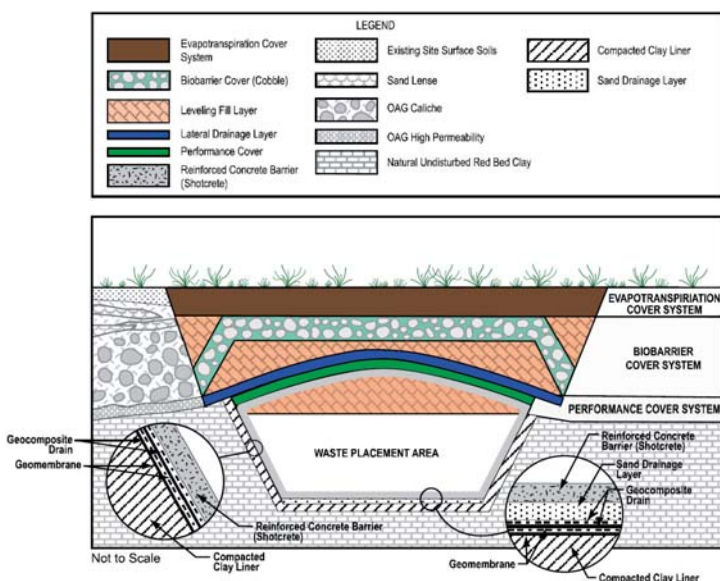 LEGEND
Evapotranspiration Cover
System
Biobarrier Cover (Cobble)
Leveling Fill Layer
Lateral Drainage Layer
Performance Cover
Reinforced Concrete Barrier
(Shotcrete)
Existing Site Surface Soils
Sand Lense
OAG Caliche
OAG High Permeability
Natural Undisturbed Red Bed Clay
Compacted Clay Liner
Sand Drainage Layer
EVAPOTRANSPIRIATION
COVER SYSTEM
BIOBARRIER
COVER SYSTEM
PERFORMANCE COVER SYSTEM
WASTE PLACEMENT AREA
Geocomposite
Drain
Geomembrane
Reinforced Concrete Barrier
(Shotcrete)
Compacted
Clay Liner
Reinforced Concrete
Barrier (Shotcrete)
Sand Drainage
Layer
Geocomposite
Drain
Geomembrane
Compacted Clay Liner
Not to Scale